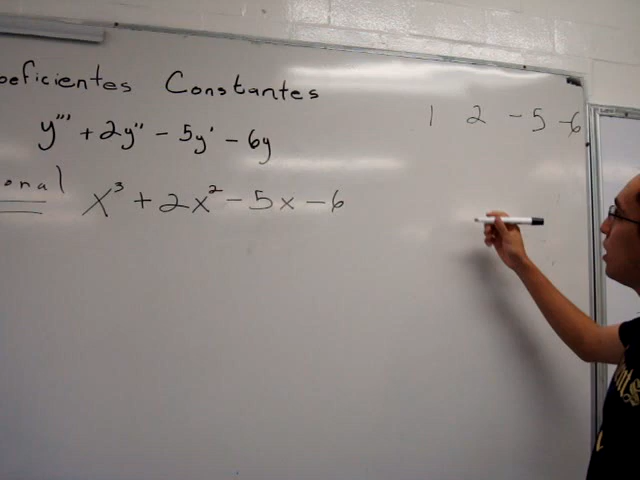 oeficientes Constantes
1 2 -5 -6
y''' + 2y'' - 5y' - 6y
onal
x³ + 2x² - 5x - 6